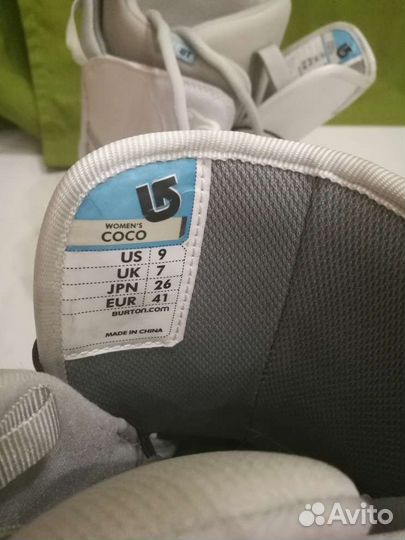 WOMEN'S
COCO
US 9
UK 7
JPN 26
EUR 41
BURTON.COM
MADE IN CHINA
Avito